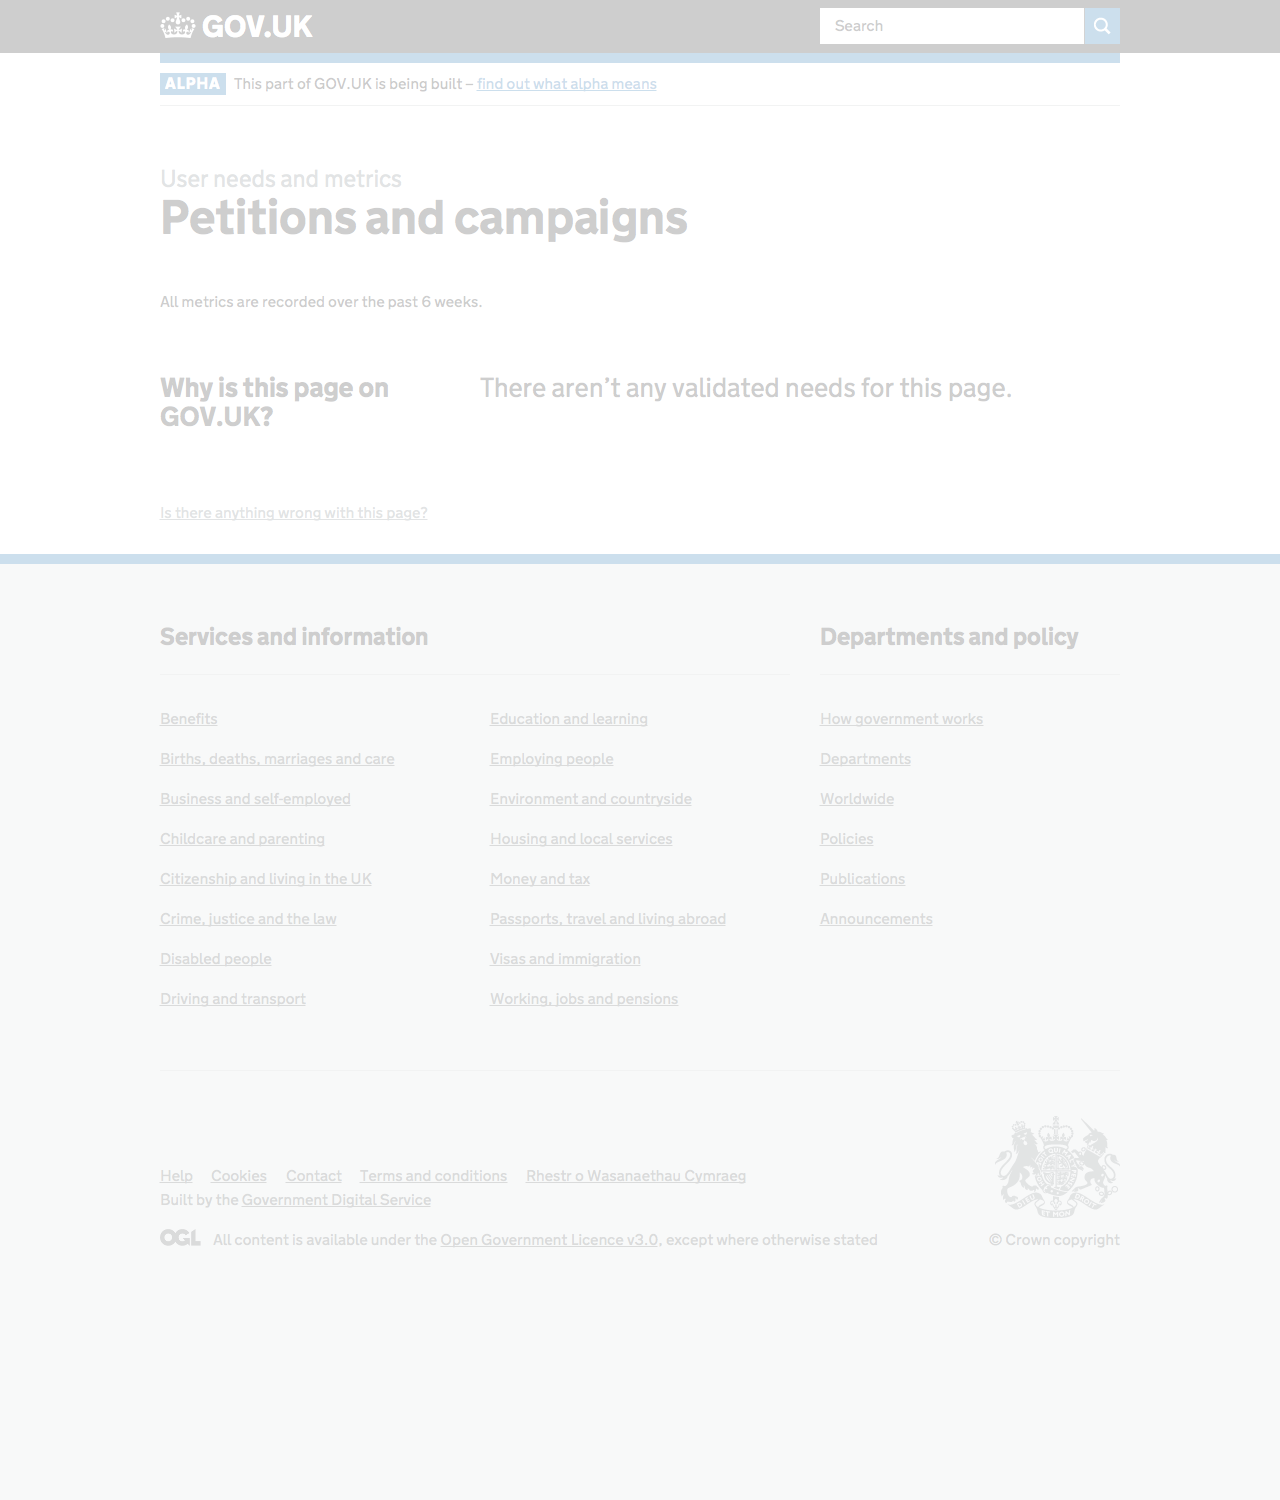 GOV.UK
Search
ALPHA This part of GOV.UK is being built – find out what alpha means
User needs and metrics
Petitions and campaigns
All metrics are recorded over the past 6 weeks.
Why is this page on GOV.UK?
There aren’t any validated needs for this page.
Is there anything wrong with this page?
Services and information
Benefits
Births, deaths, marriages and care
Business and self-employed
Childcare and parenting
Citizenship and living in the UK
Crime, justice and the law
Disabled people
Driving and transport
Education and learning
Employing people
Environment and countryside
Housing and local services
Money and tax
Passports, travel and living abroad
Visas and immigration
Working, jobs and pensions
Departments and policy
How government works
Departments
Worldwide
Policies
Publications
Announcements
Help Cookies Contact Terms and conditions Rhestr o Wasanaethau Cymraeg
Built by the Government Digital Service
OGL All content is available under the Open Government Licence v3.0, except where otherwise stated
© Crown copyright